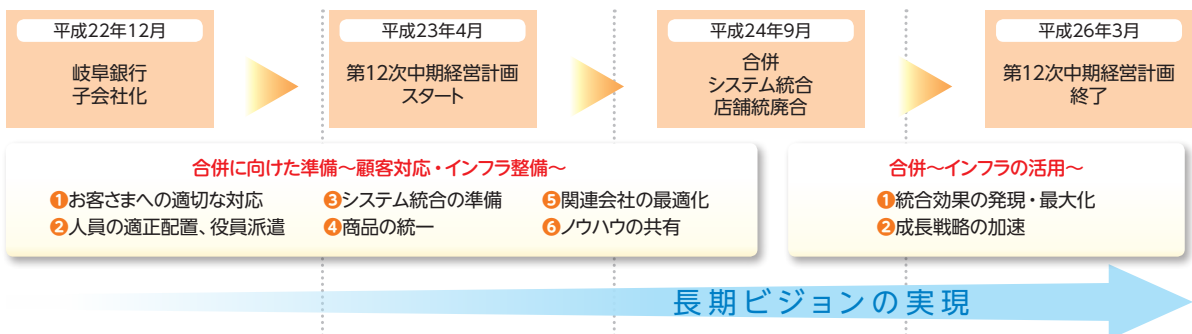 平成22年12月
岐阜銀行
子会社化
平成23年4月
第12次中期経営計画
スタート
平成24年9月
合併
システム統合
店舗統廃合
平成26年3月
第12次中期経営計画
終了
合併に向けた準備～顧客対応・インフラ整備～
❶お客さまへの適切な対応
❷人員の適正配置、役員派遣
❸システム統合の準備
❹商品の統一
❺関連会社の最適化
❻ノウハウの共有
合併～インフラの活用～
❶統合効果の発現・最大化
❷成長戦略の加速
長期ビジョンの実現